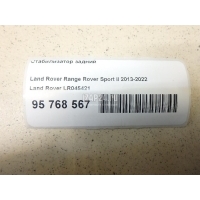 Стабилизатор задний
Land Rover Range Rover Sport II 2013-2022
Land Rover LR045421
95 768 567